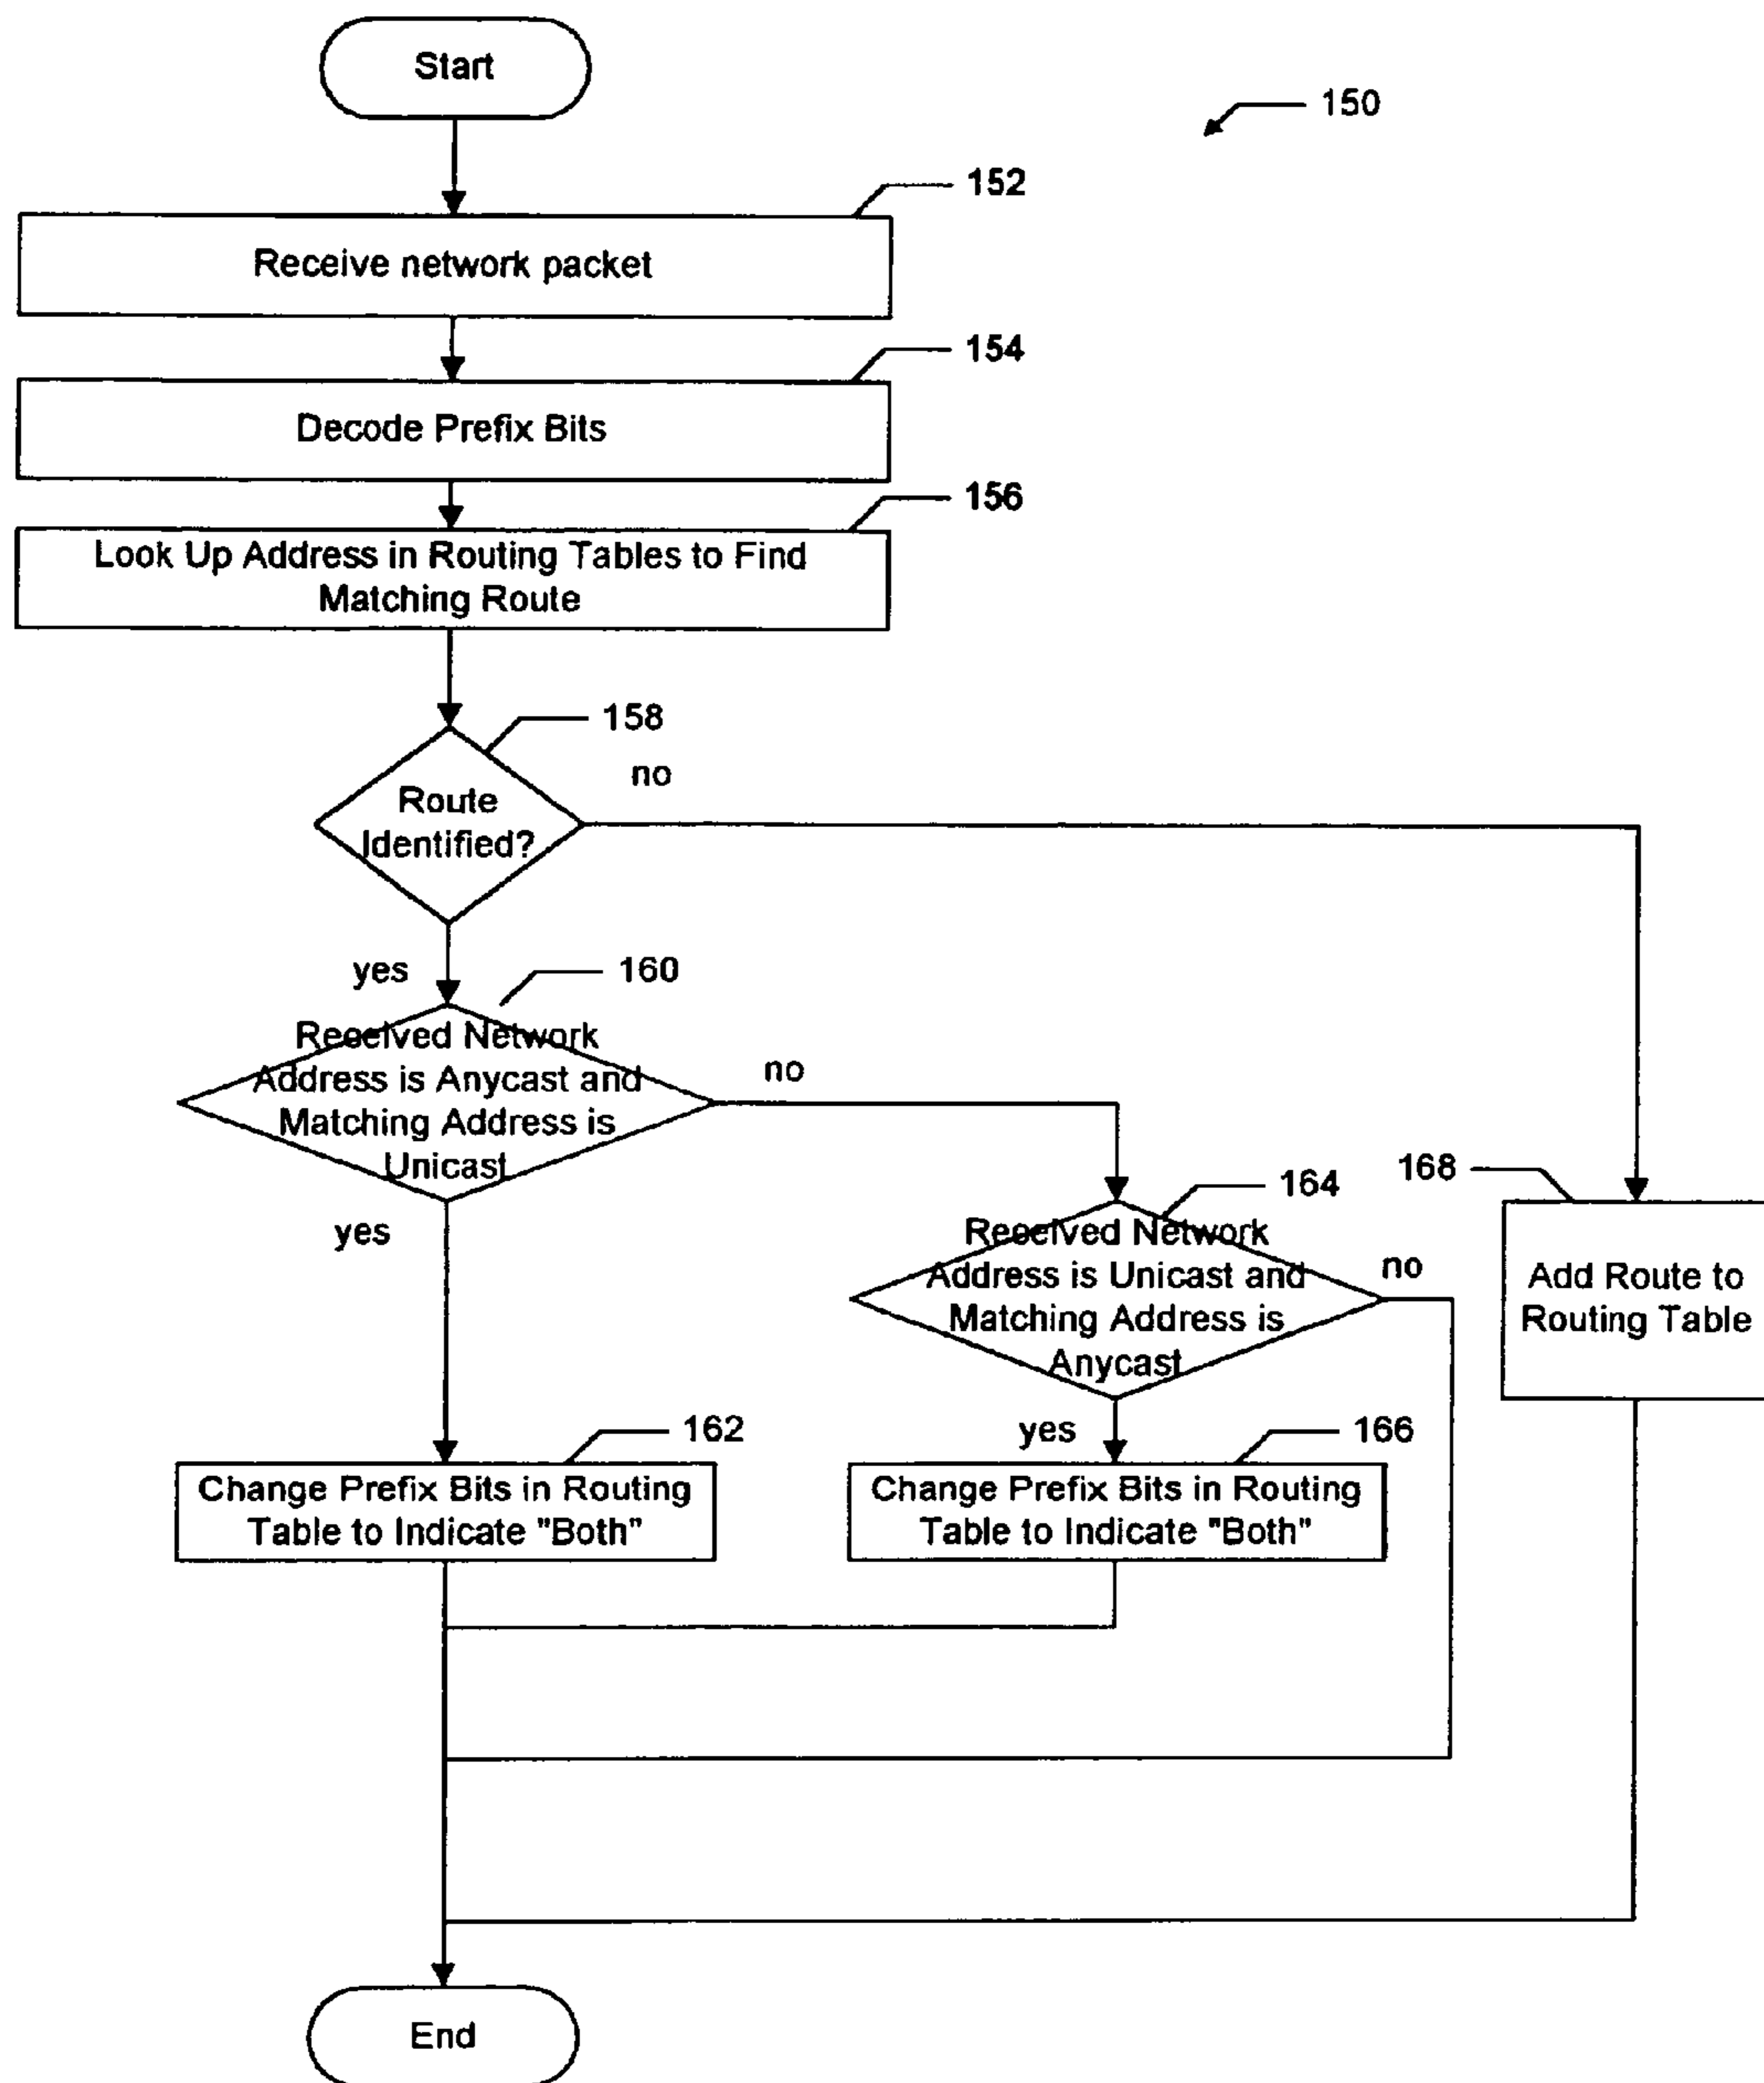 Start
150
152
Receive network packet
154
Decode Prefix Bits
156
Look Up Address in Routing Tables to Find
Matching Route
158
no
Route
Identified?
yes
160
Received Network
Address is Anycast and
Matching Address is
Unicast
no
yes
164
Received Network
Address is Unicast and
Matching Address is
Anycast
no
168
Add Route to
Routing Table
162
Change Prefix Bits in Routing
Table to Indicate "Both"
yes
166
Change Prefix Bits in Routing
Table to Indicate "Both"
End